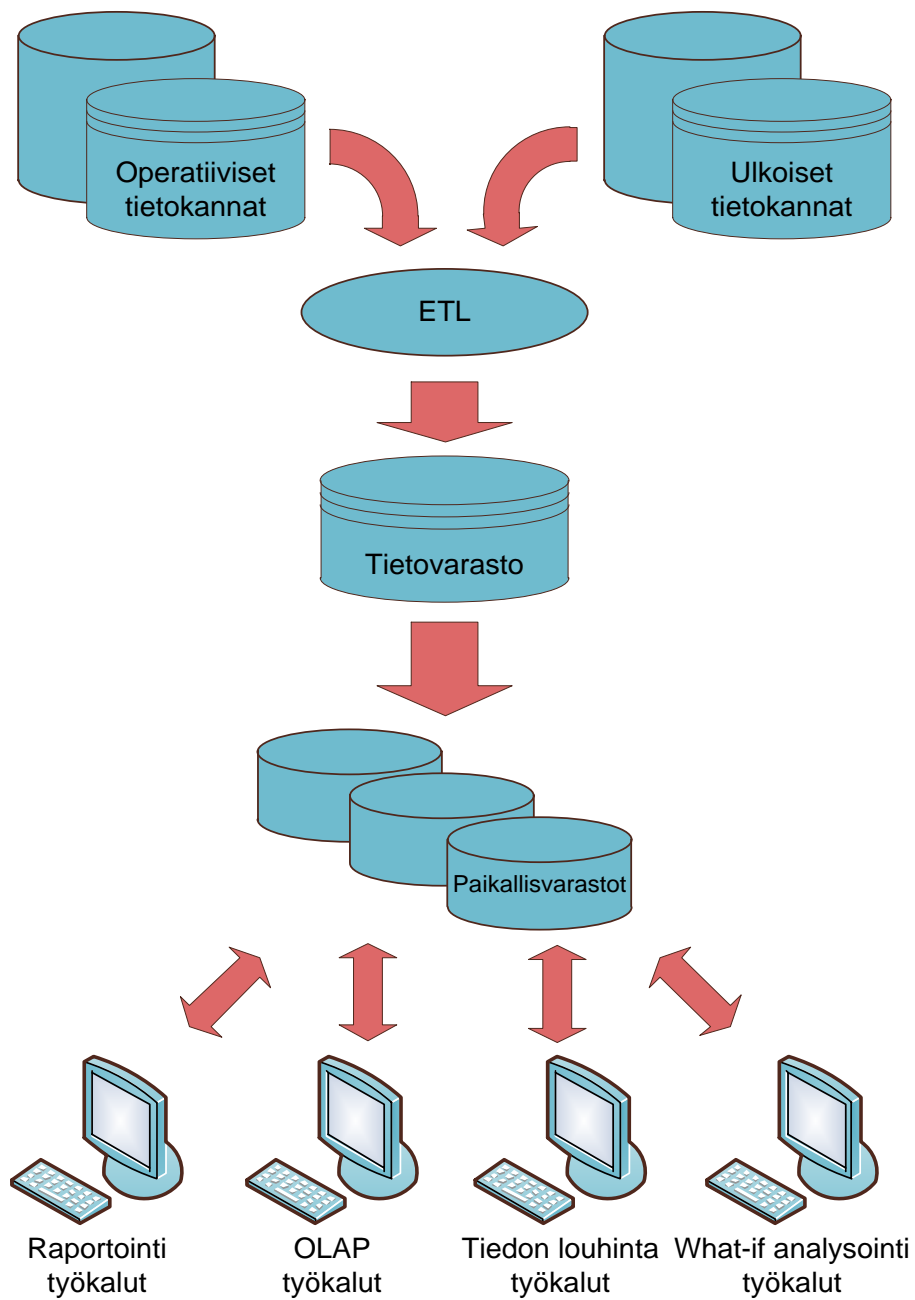 Operatiiviset
tietokannat
Ulkoiset
tietokannat
ETL
Tietovarasto
Paikallisvarastot
Raportointi
työkalut
OLAP
työkalut
Tiedon louhinta
työkalut
What-if analysointi
työkalut